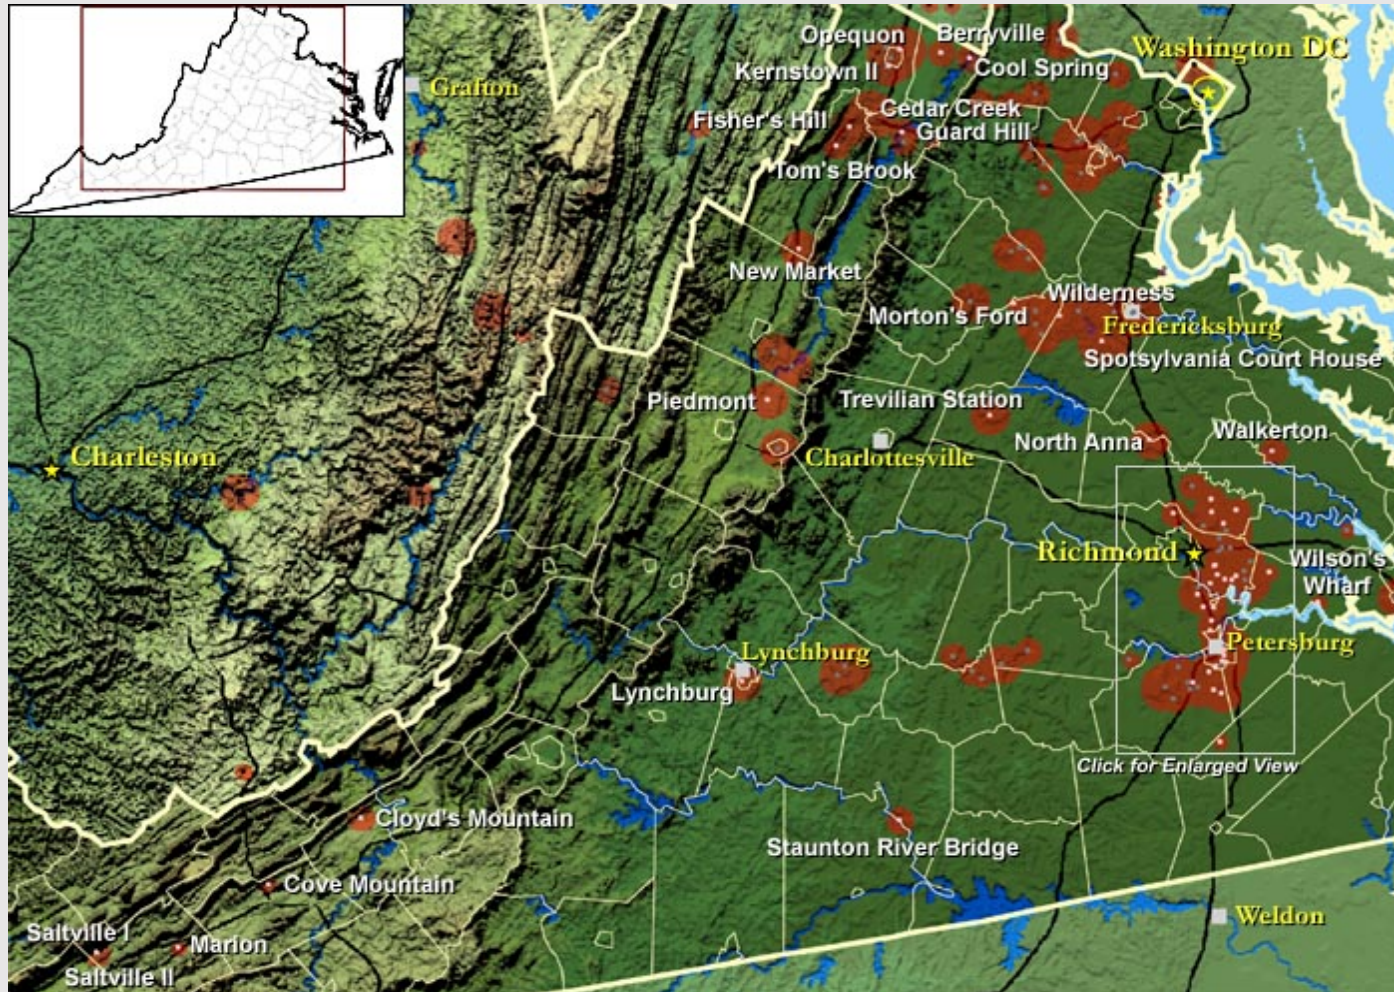 Opequon
Berryville
Washington DC
Kernstown II
Cool Spring
Grafton
Fisher's Hill
Cedar Creek
Guard Hill
Tom's Brook
New Market
Wilderness
Morton's Ford
Fredericksburg
Spotsylvania Court House
Piedmont
Trevilian Station
North Anna
Walkerton
Charleston
Charlottesville
Richmond
Wilson's
Wharf
Petersburg
Lynchburg
Lynchburg
Click for Enlarged View
Cloyd's Mountain
Staunton River Bridge
Cove Mountain
Weldon
Saltville I
Marion
Saltville II